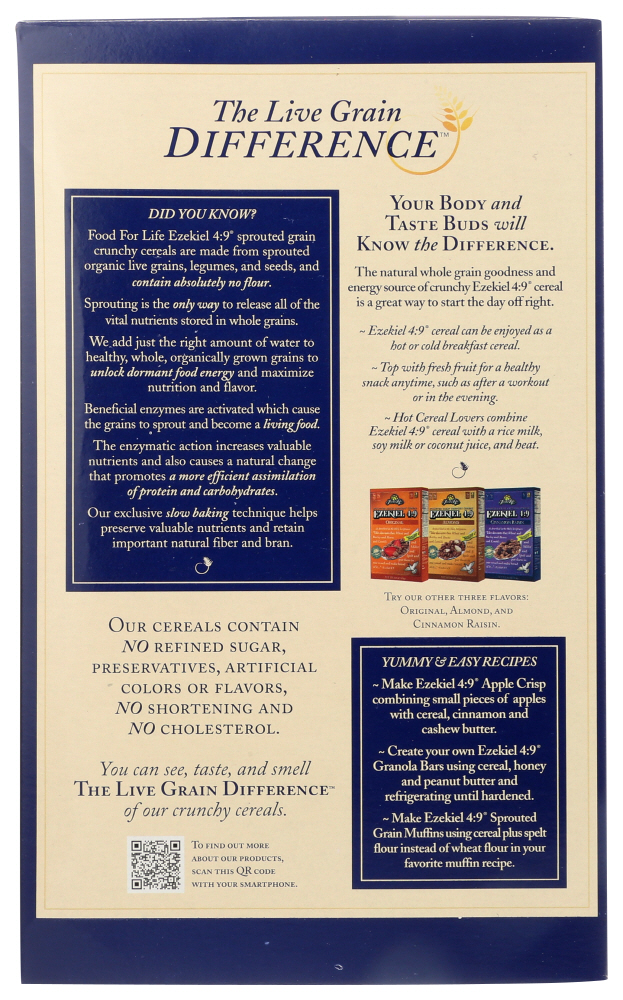 The Live Grain
DIFFERENCE™
DID YOU KNOW?
Food For Life Ezekiel 4:9® sprouted grain
crunchy cereals are made from sprouted
organic live grains, legumes, and seeds, and
contain absolutely no flour.
Sprouting is the only way to release all of the
vital nutrients stored in whole grains.
We add just the right amount of water to
healthy, whole, organically grown grains to
unlock dormant food energy and maximize
nutrition and flavor.
Beneficial enzymes are activated which cause
the grains to sprout and become a living food.
The enzymatic action increases valuable
nutrients and also causes a natural change
that promotes a more efficient assimilation
of protein and carbohydrates.
Our exclusive slow baking technique helps
preserve valuable nutrients and retain
important natural fiber and bran.
OUR CEREALS CONTAIN
NO REFINED SUGAR,
PRESERVATIVES, ARTIFICIAL
COLORS OR FLAVORS,
NO SHORTENING AND
NO CHOLESTEROL.
You can see, taste, and smell
THE LIVE GRAIN DIFFERENCE™
of our crunchy cereals.
TO FIND OUT MORE
ABOUT OUR PRODUCTS,
SCAN THIS QR CODE
WITH YOUR SMARTPHONE.
YOUR BODY and
TASTE BUDS will
KNOW the DIFFERENCE.
The natural whole grain goodness and
energy source of crunchy Ezekiel 4:9® cereal
is a great way to start the day off right.
~ Ezekiel 4:9® cereal can be enjoyed as a
hot or cold breakfast cereal.
~ Top with fresh fruit for a healthy
snack anytime, such as after a workout
or in the evening.
~ Hot Cereal Lovers combine
Ezekiel 4:9® cereal with a rice milk,
soy milk or coconut juice, and heat.
EZEKIEL 4:9
ORIGINAL
EZEKIEL 4:9
ALMOND
EZEKIEL 4:9
CINNAMON RAISIN
TRY OUR OTHER THREE FLAVORS:
ORIGINAL, ALMOND, AND
CINNAMON RAISIN.
YUMMY & EASY RECIPES
~ Make Ezekiel 4:9® Apple Crisp
combining small pieces of apples
with cereal, cinnamon and
cashew butter.
~ Create your own Ezekiel 4:9®
Granola Bars using cereal, honey
and peanut butter and
refrigerating until hardened.
~ Make Ezekiel 4:9® Sprouted
Grain Muffins using cereal plus spelt
flour instead of wheat flour in your
favorite muffin recipe.